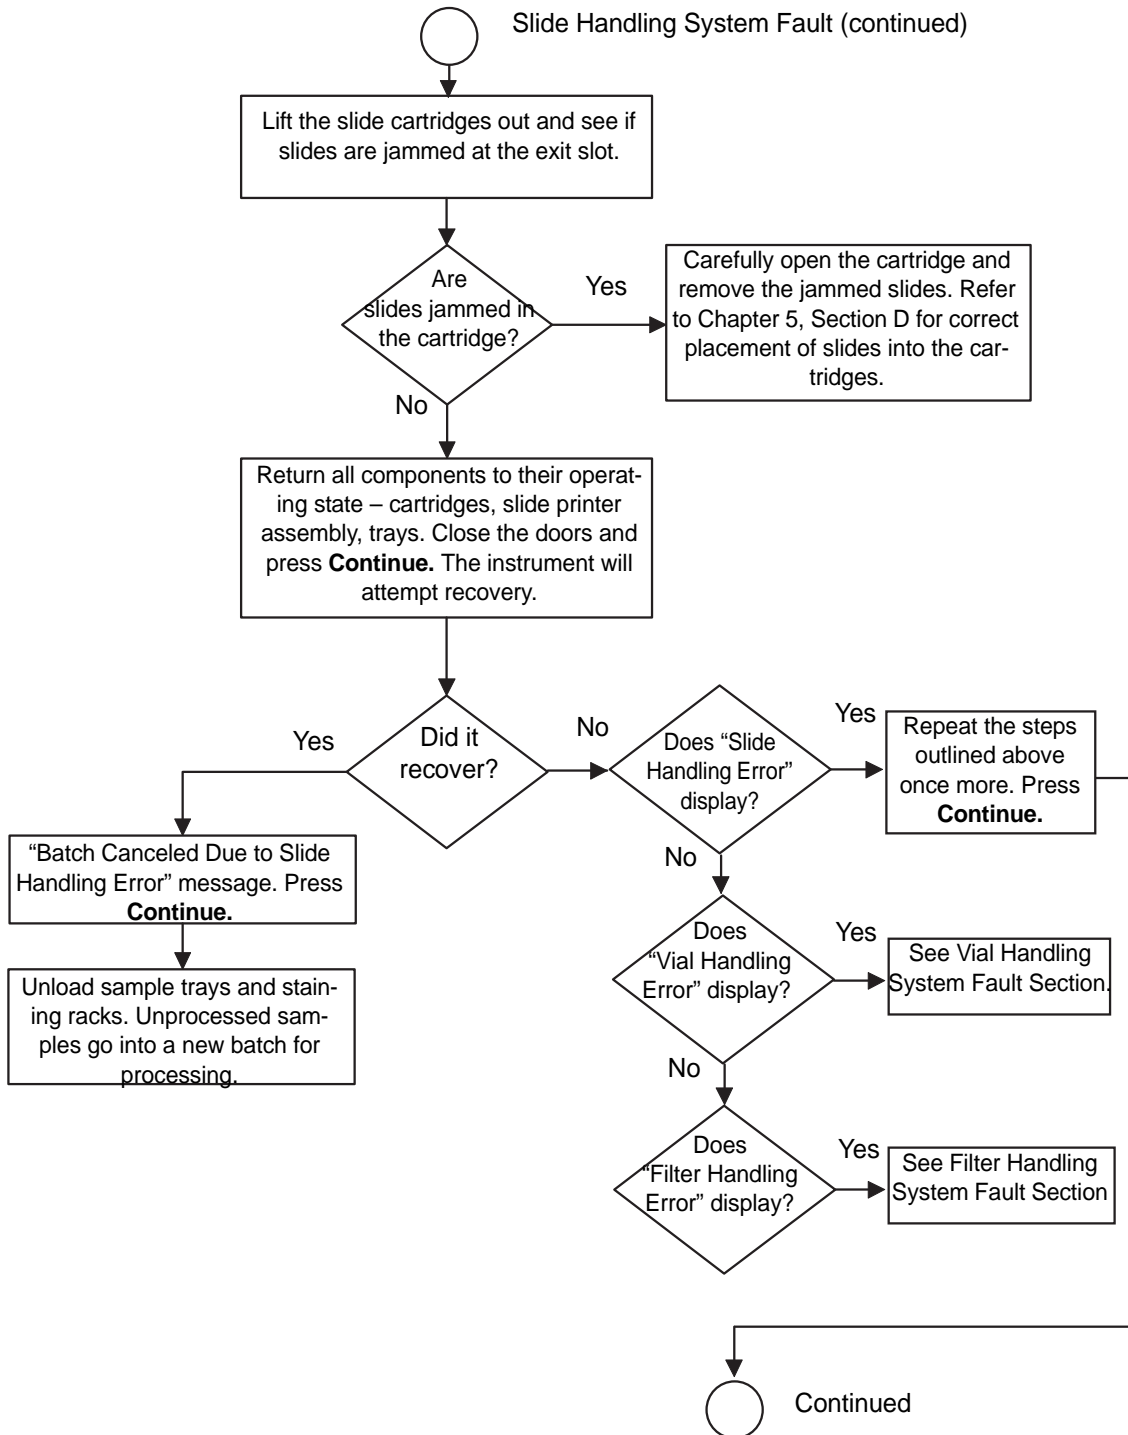 Slide Handling System Fault (continued)
Lift the slide cartridges out and see if
slides are jammed at the exit slot.
Are
slides jammed in
the cartridge?
Yes
Carefully open the cartridge and
remove the jammed slides. Refer
to Chapter 5, Section D for correct
placement of slides into the car-
tridges.
No
Return all components to their operat-
ing state – cartridges, slide printer
assembly, trays. Close the doors and
press Continue. The instrument will
attempt recovery.
Did it
recover?
Yes
“Batch Canceled Due to Slide
Handling Error” message. Press
Continue.
Unload sample trays and stain-
ing racks. Unprocessed sam-
ples go into a new batch for
processing.
No
Does “Slide
Handling Error”
display?
Yes
Repeat the steps
outlined above
once more. Press
Continue.
No
Does
“Vial Handling
Error” display?
Yes
See Vial Handling
System Fault Section.
No
Does
“Filter Handling
Error” display?
Yes
See Filter Handling
System Fault Section
Continued